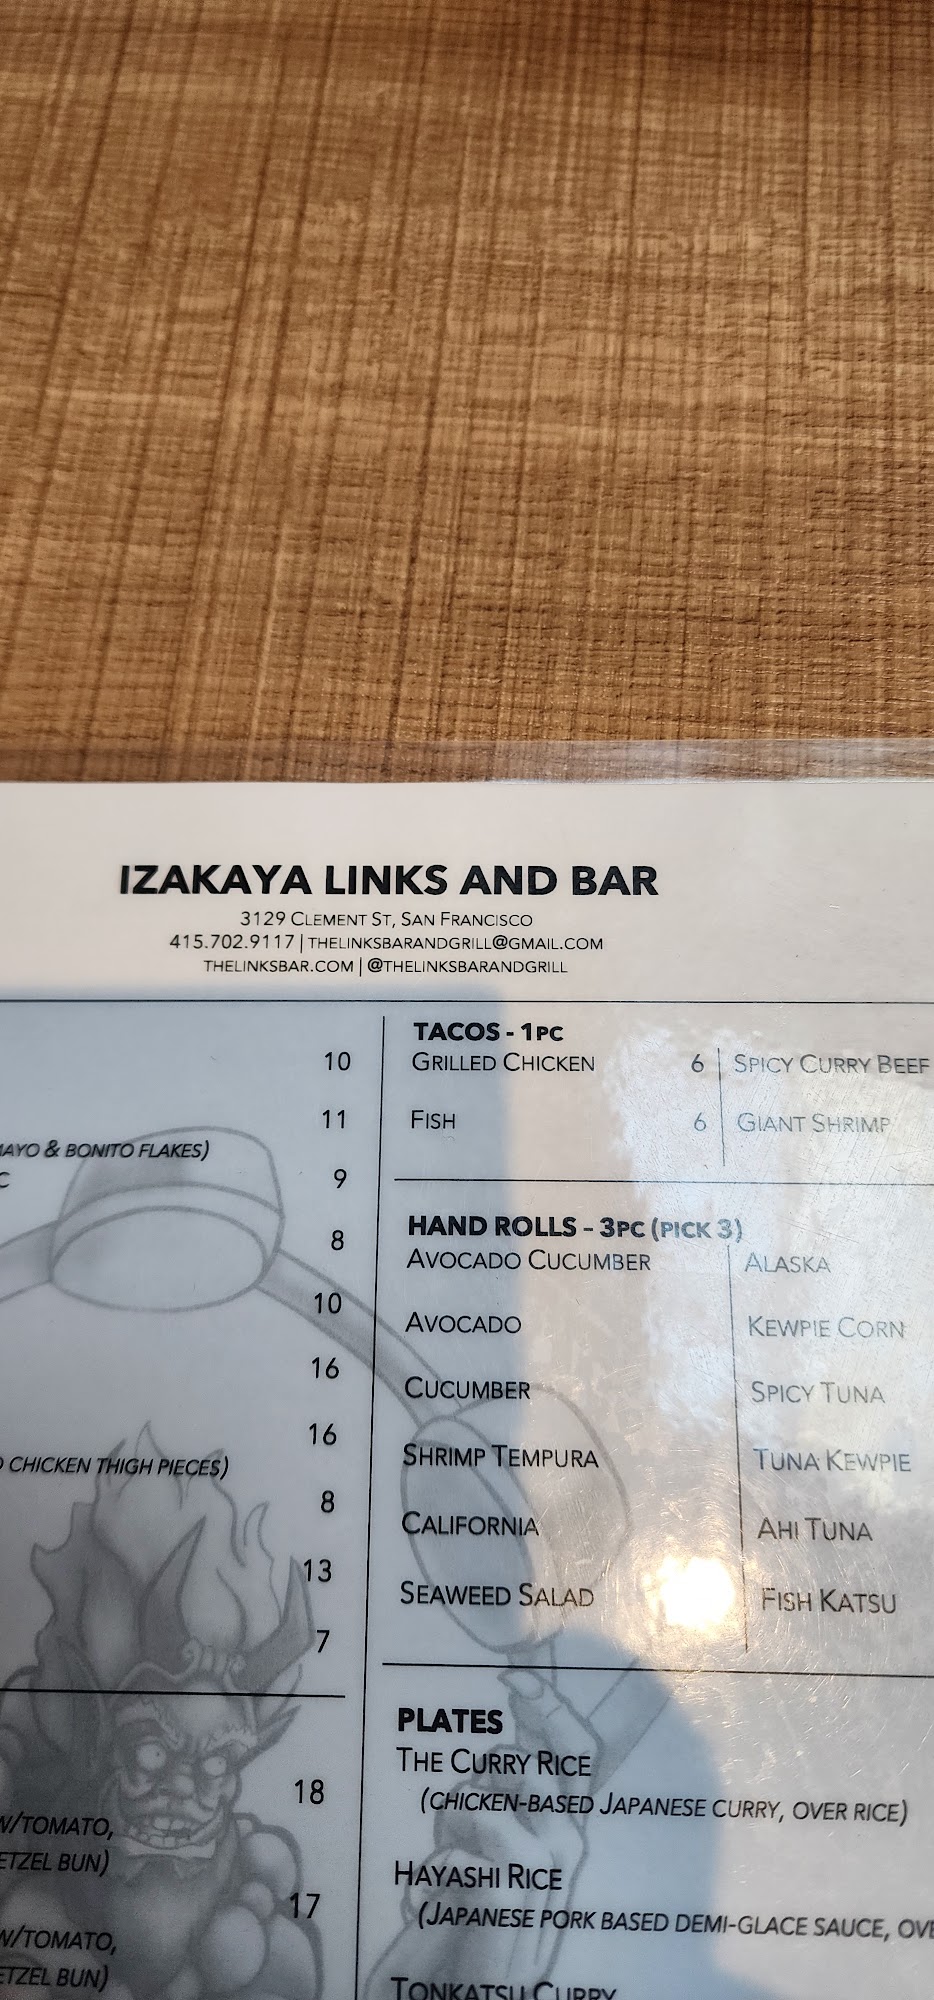 IZAKAYA LINKS AND BAR
3129 CLEMENT ST, SAN FRANCISCO
415.702.9117 | THELINKSBARANDGRILL@GMAIL.COM
THELINKSBAR.COM | @THELINKSBARANDGRILL
10
11
& BONITO FLAKES)
9
8
10
16
16
CHICKEN THIGH PIECES)
8
13
7
18
W/TOMATO,
BUN)
17
W/TOMATO,
BUN)
TACOS - 1PC
GRILLED CHICKEN 6 | SPICY CURRY BEEF
FISH 6 | GIANT SHRIMP
HAND ROLLS - 3PC (PICK 3)
AVOCADO CUCUMBER | ALASKA
AVOCADO | KEWPIE CORN
CUCUMBER | SPICY TUNA
SHRIMP TEMPURA | TUNA KEWPIE
CALIFORNIA | AHI TUNA
SEAWEED SALAD | FISH KATSU
PLATES
THE CURRY RICE
(CHICKEN-BASED JAPANESE CURRY, OVER RICE)
HAYASHI RICE
(JAPANESE PORK BASED DEMI-GLACE SAUCE,
TONKATSU CURRY